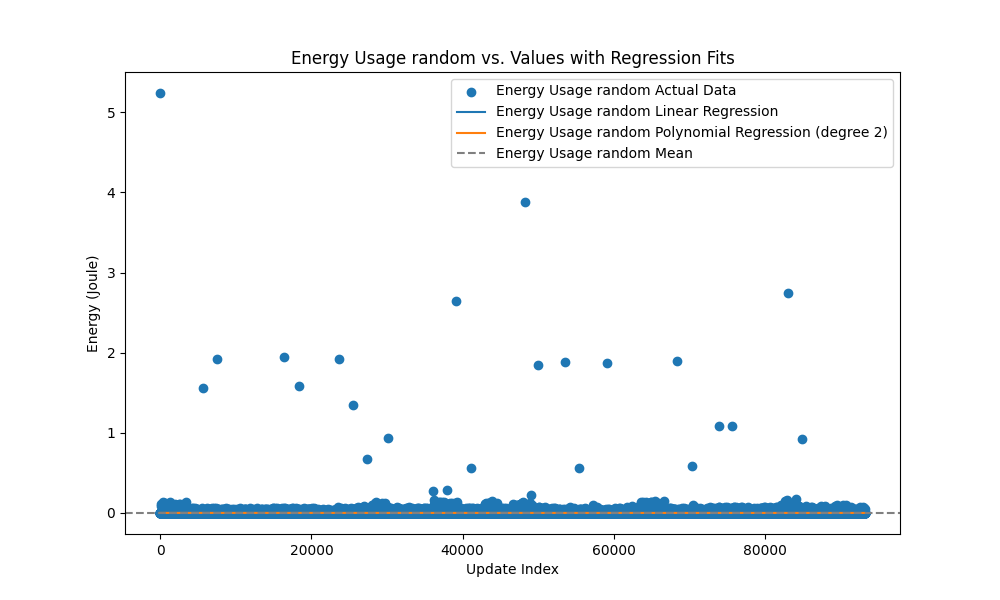 Energy Usage random vs. Values with Regression Fits
Energy Usage random Actual Data
Energy Usage random Linear Regression
Energy Usage random Polynomial Regression (degree 2)
Energy Usage random Mean
Energy (Joule)
5
4
3
2
1
0
0 20000 40000 60000 80000
Update Index